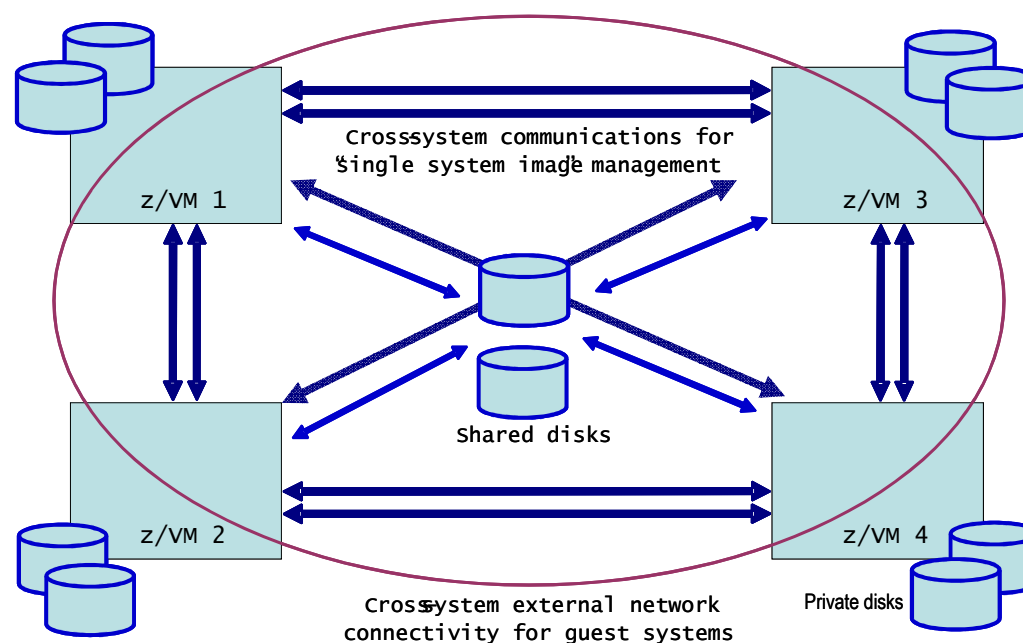 Cross-system communications for
“single system image” management
z/VM 1
z/VM 3
Shared disks
z/VM 2
z/VM 4
Private disks
Cross-system external network
connectivity for guest systems